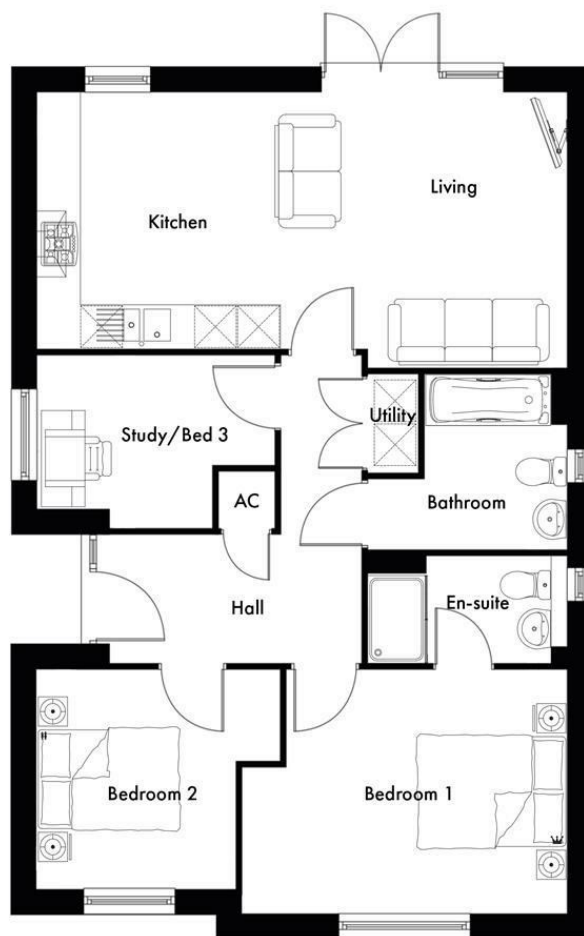 Living
Kitchen
Utility
Study/Bed 3
AC
Bathroom
En-suite
Hall
Bedroom 2
Bedroom 1